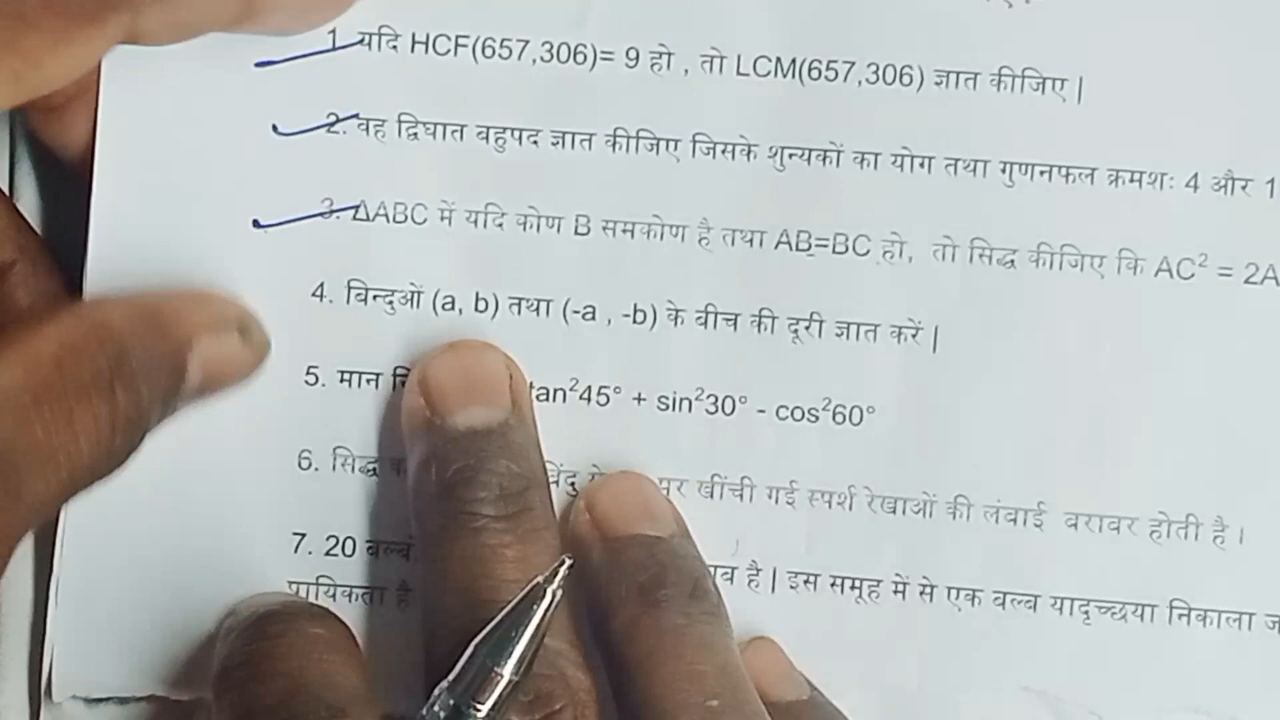 1. यदि HCF(657,306)= 9 हो , तो LCM(657,306) ज्ञात कीजिए |
2. वह द्विघात बहुपद ज्ञात कीजिए जिसके शुन्यकों का योग तथा गुणनफल क्रमशः 4 और 1
3. ΔABC में यदि कोण B समकोण है तथा AB=BC हो, तो सिद्ध कीजिए कि AC² = 2A
4. बिन्दुओं (a, b) तथा (-a , -b) के बीच की दूरी ज्ञात करें |
5. मान tan²45° + sin²30° - cos²60°
6. सिद्ध बिंदु पर खींची गई स्पर्श रेखाओं की लंबाई बराबर होती है ।
7. 20 बल्बों है | इस समूह में से एक बल्ब यादृच्छया निकाला
प्रायिकता है